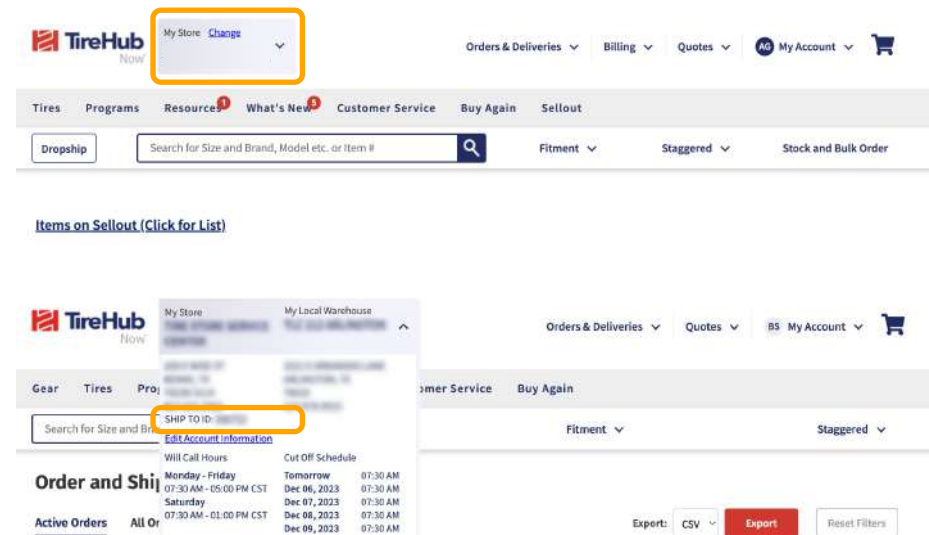 TireHub
Now
My Store Change
Orders & Deliveries
Billing
Quotes
AG My Account
Tires Programs Resources 1 What's New 5 Customer Service Buy Again Sellout
Dropship
Search for Size and Brand, Model etc. or Item #
Fitment
Staggered
Stock and Bulk Order
Items on Sellout (Click for List)
TireHub
Now
My Store
My Local Warehouse
Orders & Deliveries
Quotes
BS My Account
Gear Tires
Buy Again
Service
SHIP TO ID:
Edit Account Information
Search for Size and
Fitment
Staggered
Will Call Hours
Cut Off Schedule
Monday - Friday
07:30 AM - 05:00 PM CST
Saturday
07:30 AM - 01:00 PM CST
Tomorrow 07:30 AM
Dec 06, 2023 07:30 AM
Dec 07, 2023 07:30 AM
Dec 08, 2023 07:30 AM
Dec 09, 2023 07:30 AM
Order and Ship
Active Orders All Or
Export: CSV
Export
Reset Filters